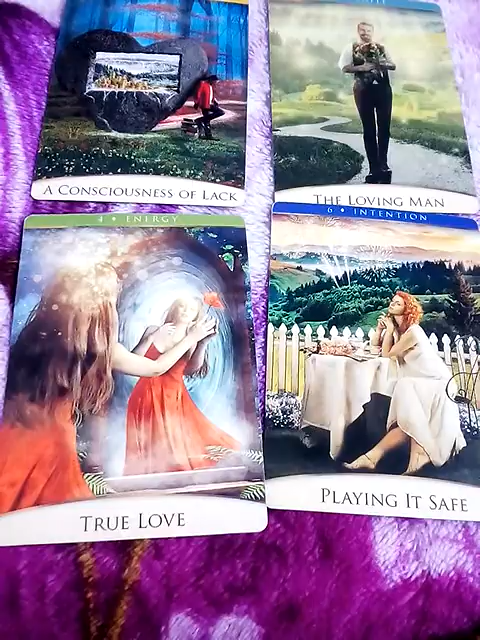 A CONSCIOUSNESS OF LACK
THE LOVING MAN
4 • ENERGY
6 • INTENTION
TRUE LOVE
PLAYING IT SAFE